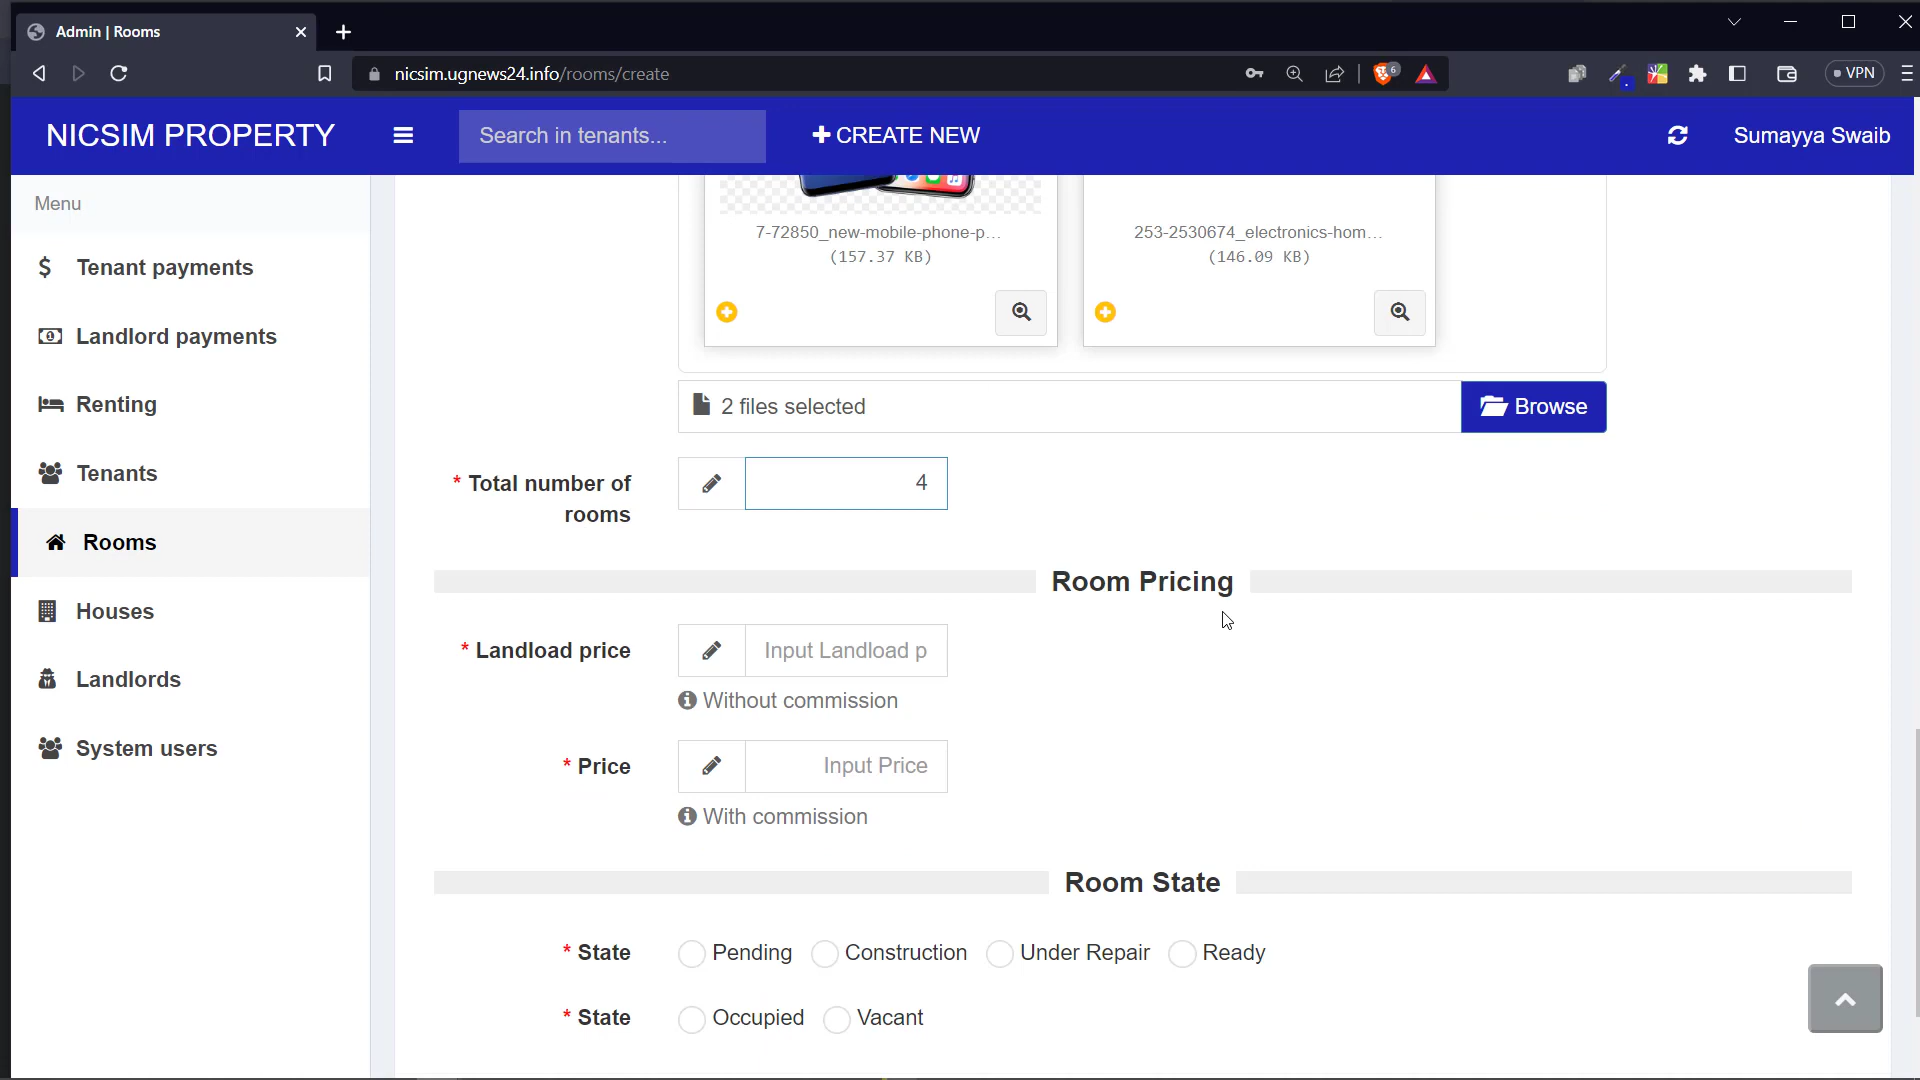 Admin | Rooms
nicsim.ugnews24.info/rooms/create
6
VPN
NICSIM PROPERTY
Search in tenants...
CREATE NEW
Sumayya Swaib
Menu
Tenant payments
Landlord payments
Renting
Tenants
Rooms
Houses
Landlords
System users
7-72850_new-mobile-phone-p...
(157.37 KB)
253-2530674_electronics-hom...
(146.09 KB)
2 files selected
Browse
* Total number of
rooms
4
Room Pricing
* Landload price
Input Landload p
Without commission
* Price
Input Price
With commission
Room State
* State
Pending
Construction
Under Repair
Ready
* State
Occupied
Vacant